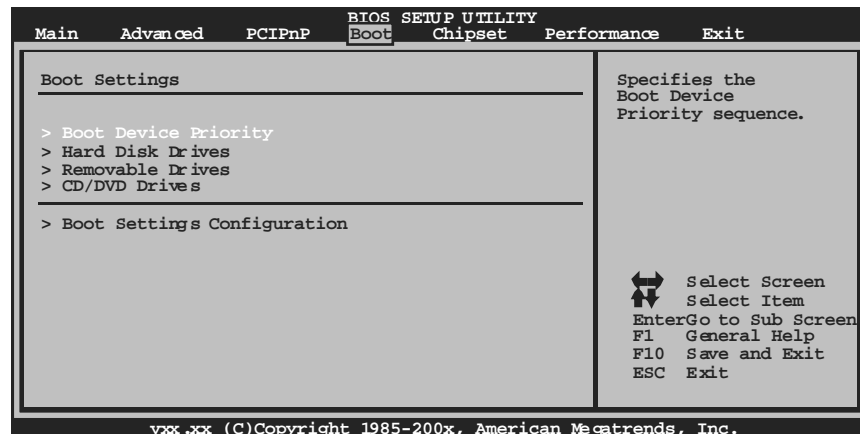 BIOS SETUP UTILITY
Main Advanced PCIPnP Boot Chipset Performance Exit
Boot Settings
> Boot Device Priority
> Hard Disk Drives
> Removable Drives
> CD/DVD Drives
> Boot Settings Configuration
Specifies the
Boot Device
Priority sequence.
Select Screen
Select Item
Enter Go to Sub Screen
F1 General Help
F10 Save and Exit
ESC Exit
vxx.xx (C)Copyright 1985-200x, American Megatrends, Inc.